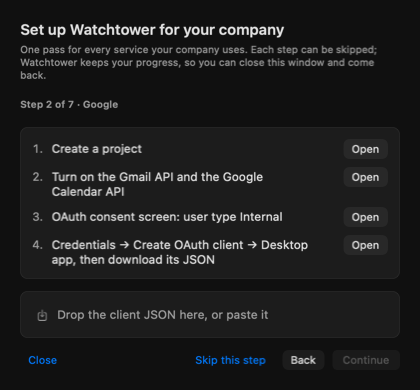 Set up Watchtower for your company
One pass for every service your company uses. Each step can be skipped;
Watchtower keeps your progress, so you can close this window and come
back.
Step 2 of 7 · Google
1. Create a project Open
2. Turn on the Gmail API and the Google Open
Calendar API
3. OAuth consent screen: user type Internal Open
4. Credentials → Create OAuth client → Desktop Open
app, then download its JSON
Drop the client JSON here, or paste it
Close Skip this step Back Continue